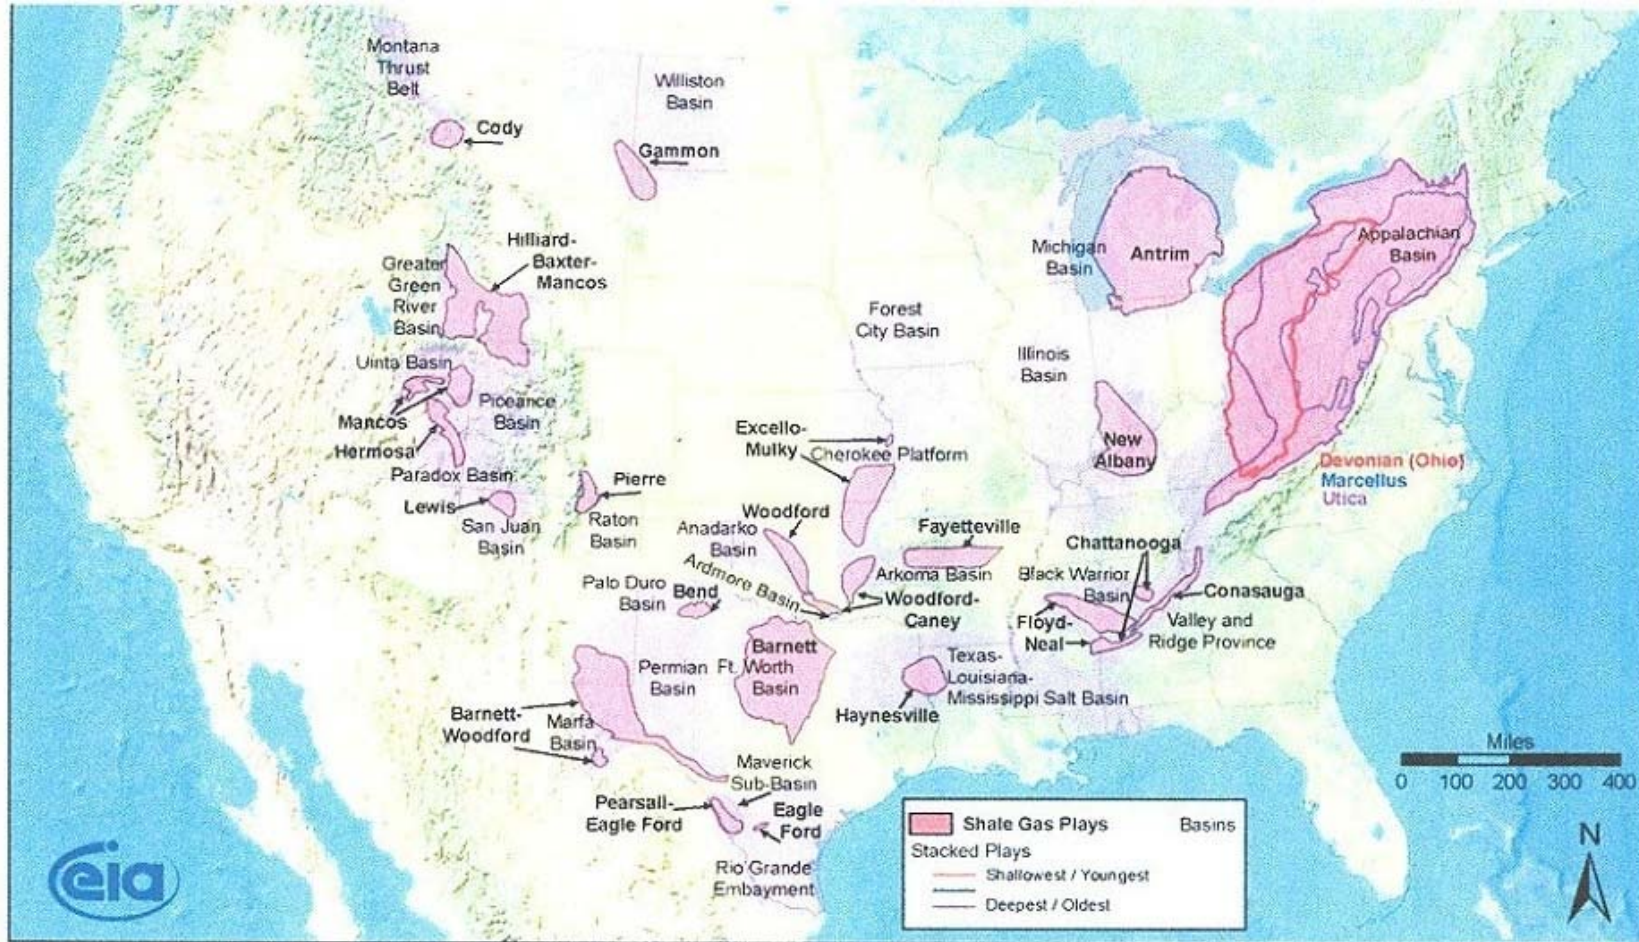 Montana
Thrust
Belt
Williston
Basin
Cody
Gammon
Hilliard-
Baxter-
Mancos
Greater
Green
River
Basin
Uinta Basin
Piceance
Basin
Mancos
Hermosa
Paradox Basin
Lewis
San Juan
Basin
Pierre
Raton
Basin
Forest
City Basin
Excello-
Mulky
Cherokee Platform
Woodford
Anadarko
Basin
Ardmore Basin
Palo Duro
Basin
Bend
Fayetteville
Arkoma Basin
Woodford-
Caney
Michigan
Basin
Antrim
Illinois
Basin
New
Albany
Appalachian
Basin
Devonian (Ohio)
Marcellus
Utica
Chattanooga
Black Warrior
Basin
Conasauga
Floyd-
Neal
Valley and
Ridge Province
Permian
Basin
Barnett
Ft. Worth
Basin
Texas-
Louisiana-
Mississippi Salt Basin
Haynesville
Barnett-
Woodford
Marfa
Basin
Maverick
Sub-Basin
Pearsall-
Eagle Ford
Eagle
Ford
Rio Grande
Embayment
Miles
0 100 200 300 400
Shale Gas Plays
Basins
Stacked Plays
Shallowest / Youngest
Deepest / Oldest
N
eia